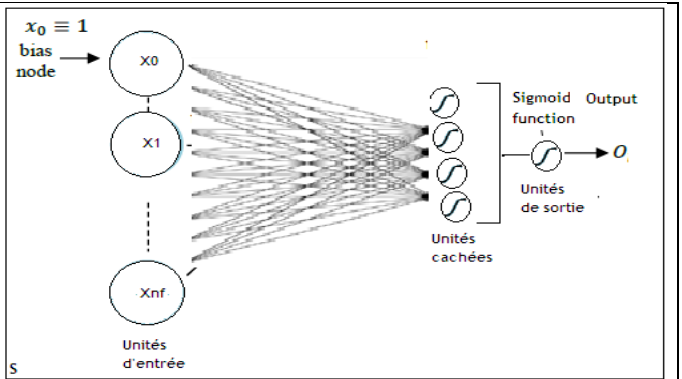 x₀ ≡ 1
bias
node
X0
X1
Xnf
Unités
d'entrée
Unités
cachées
Sigmoid
function
Output
O
Unités
de sortie
S